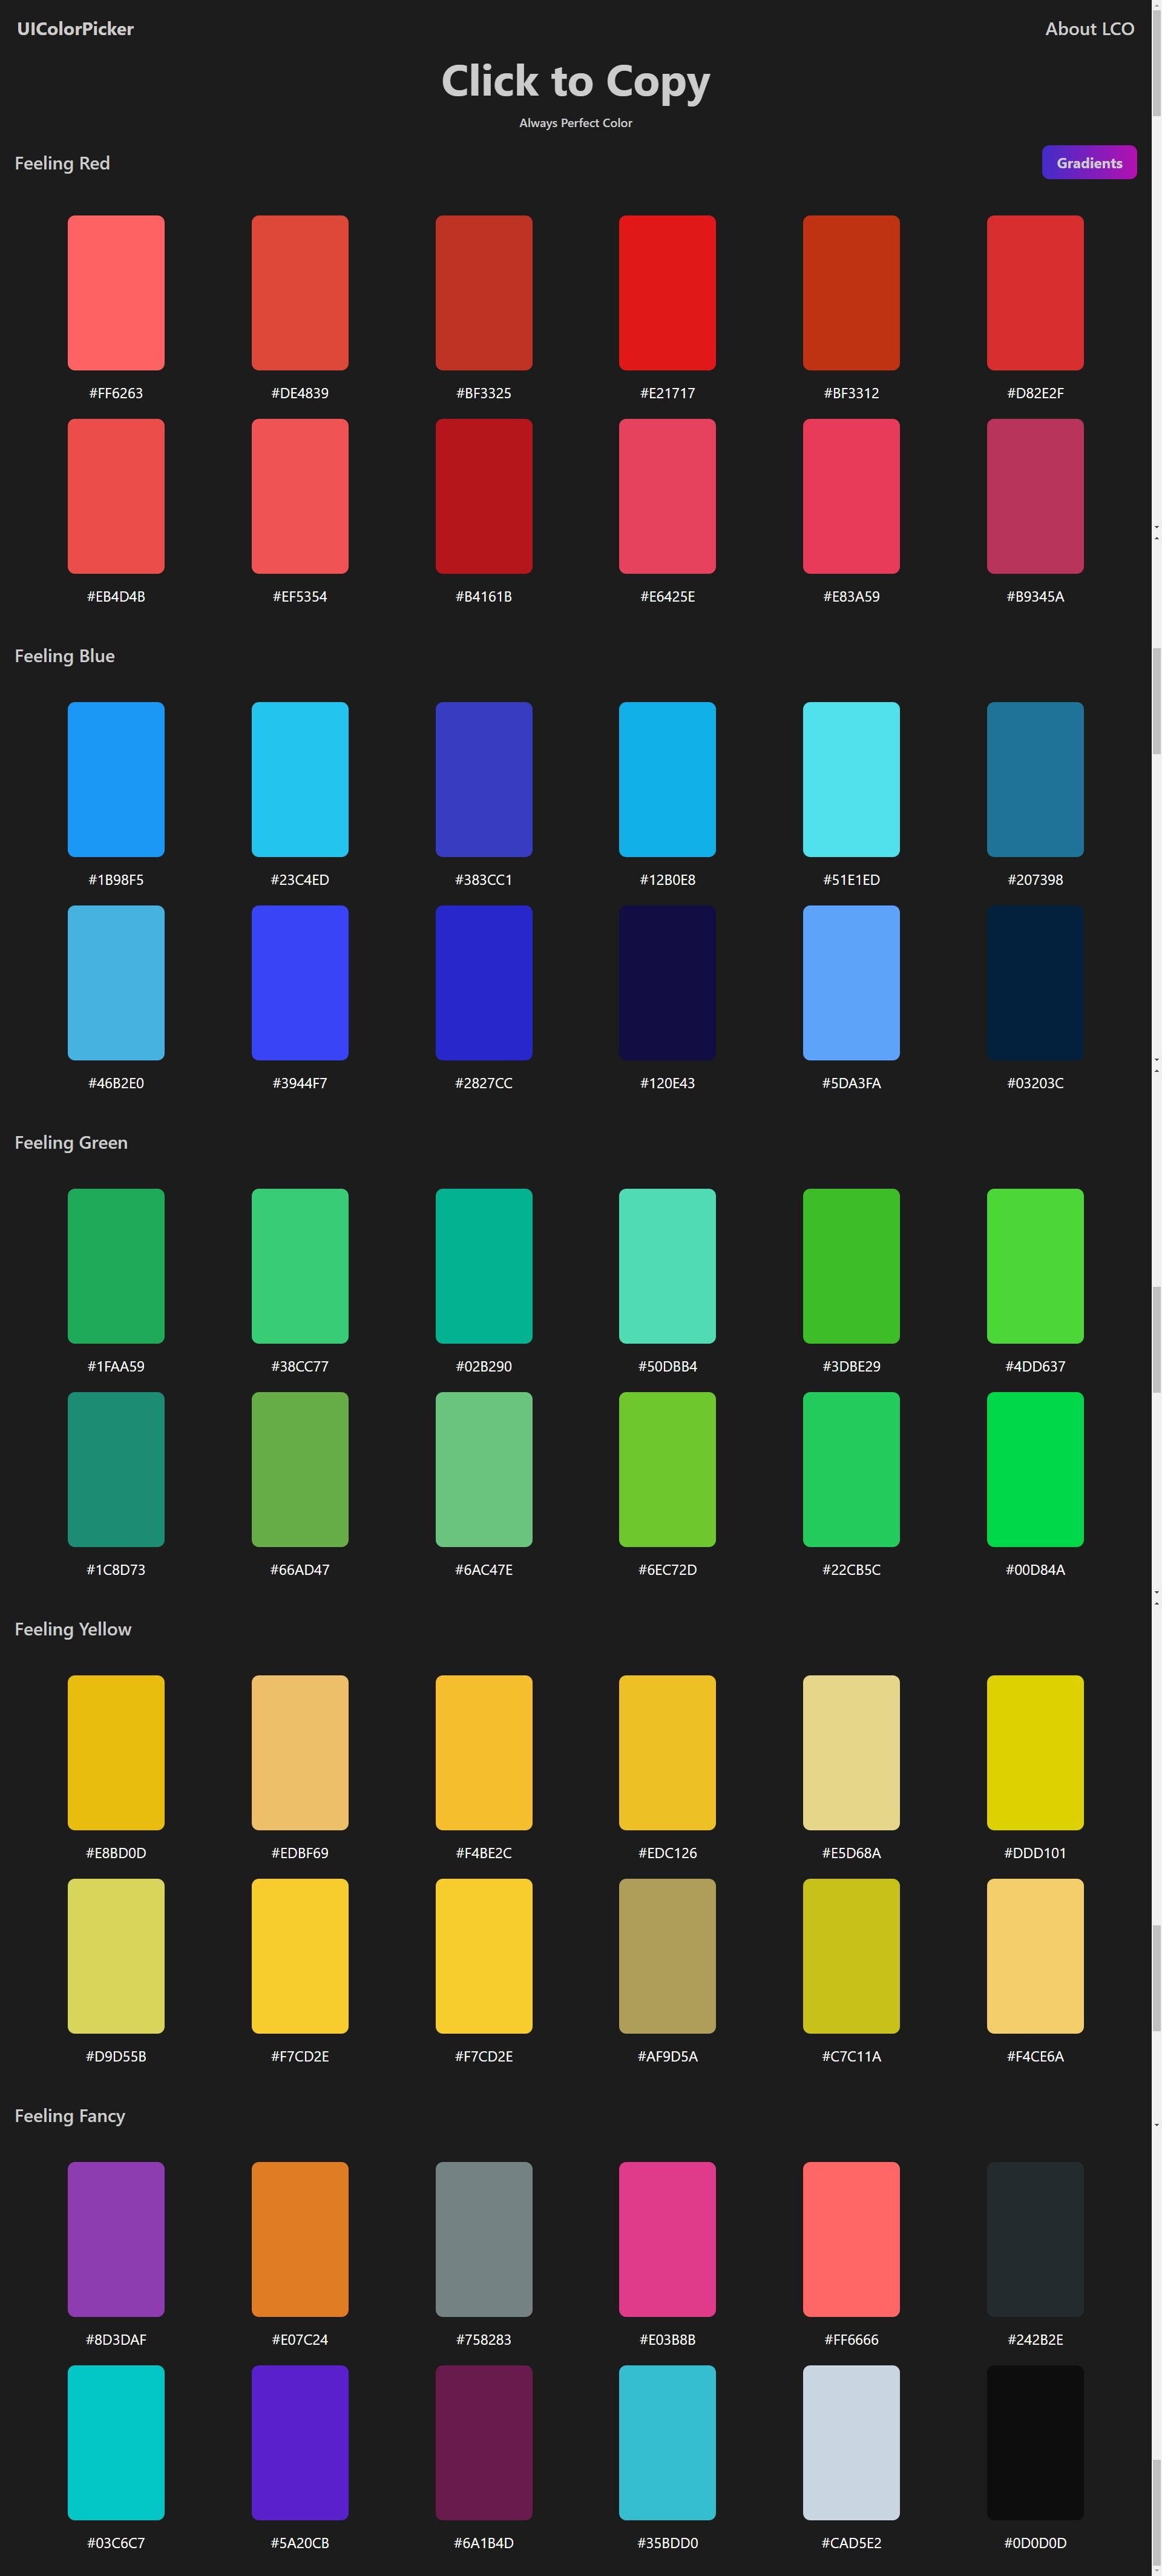 UIColorPicker About LCO
Click to Copy
Always Perfect Color
Feeling Red Gradients
#FF6263 #DE4839 #BF3325 #E21717 #BF3312 #D82E2F
#EB4D4B #EF5354 #B4161B #E6425E #E83A59 #B9345A
Feeling Blue
#1B98F5 #23C4ED #383CC1 #12B0E8 #51E1ED #207398
#46B2E0 #3944F7 #2827CC #120E43 #5DA3FA #03203C
Feeling Green
#1FAA59 #38CC77 #02B290 #50DBB4 #3DBE29 #4DD637
#1C8D73 #66AD47 #6AC47E #6EC72D #22CB5C #00D84A
Feeling Yellow
#E8BD0D #EDBF69 #F4BE2C #EDC126 #E5D68A #DDD101
#D9D55B #F7CD2E #F7CD2E #AF9D5A #C7C11A #F4CE6A
Feeling Fancy
#8D3DAF #E07C24 #758283 #E03B8B #FF6666 #242B2E
#03C6C7 #5A20CB #6A1B4D #35BDD0 #CAD5E2 #0D0D0D